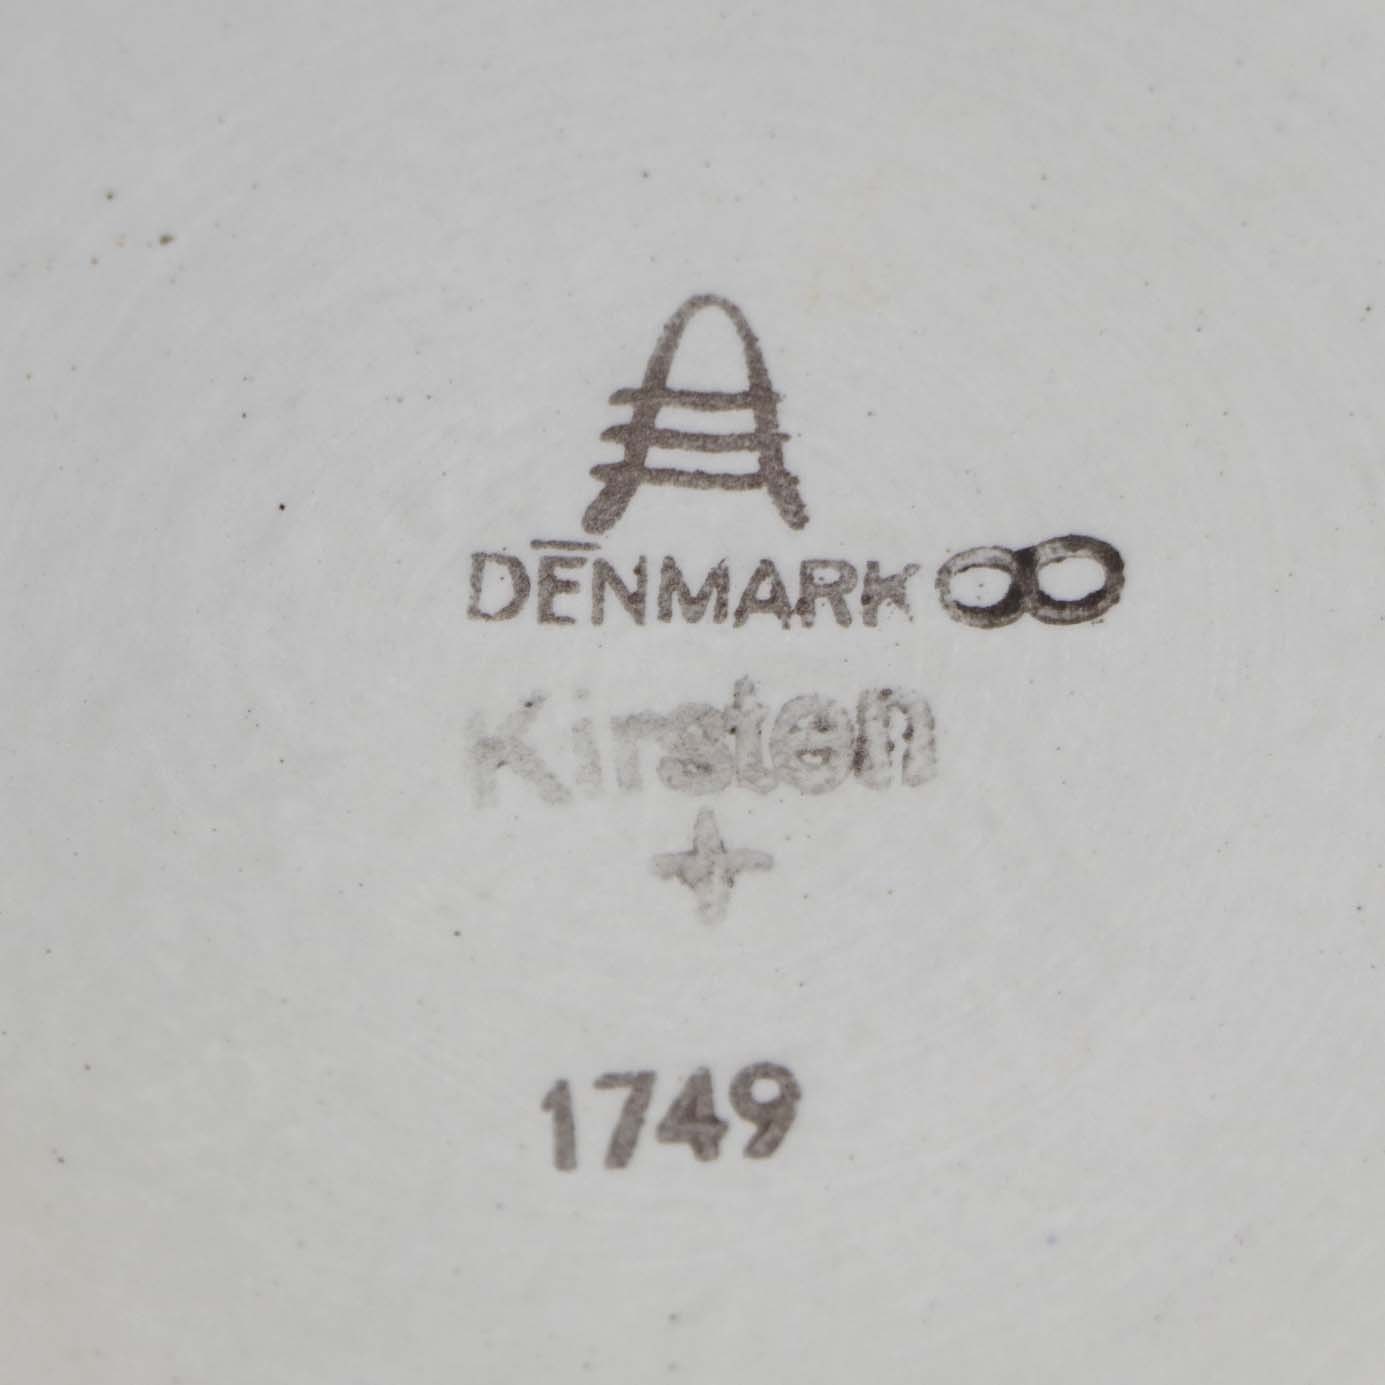 A
DENMARK
Kirsten
+
1749